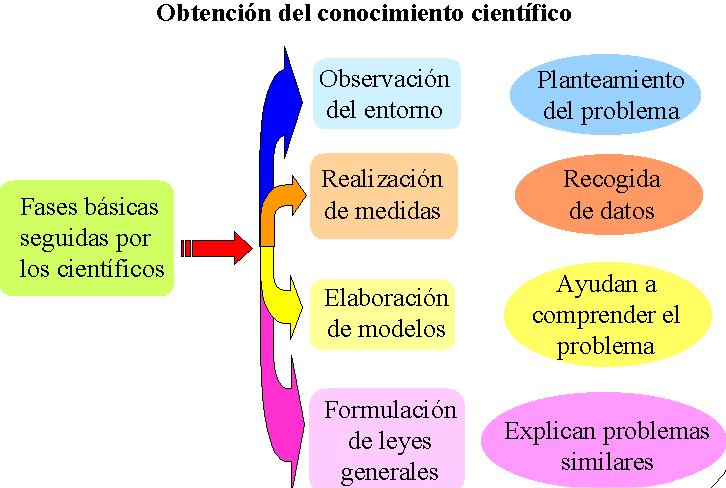 Obtención del conocimiento científico
Fases básicas
seguidas por
los científicos
Observación
del entorno
Planteamiento
del problema
Realización
de medidas
Recogida
de datos
Elaboración
de modelos
Ayudan a
comprender el
problema
Formulación
de leyes
generales
Explican problemas
similares